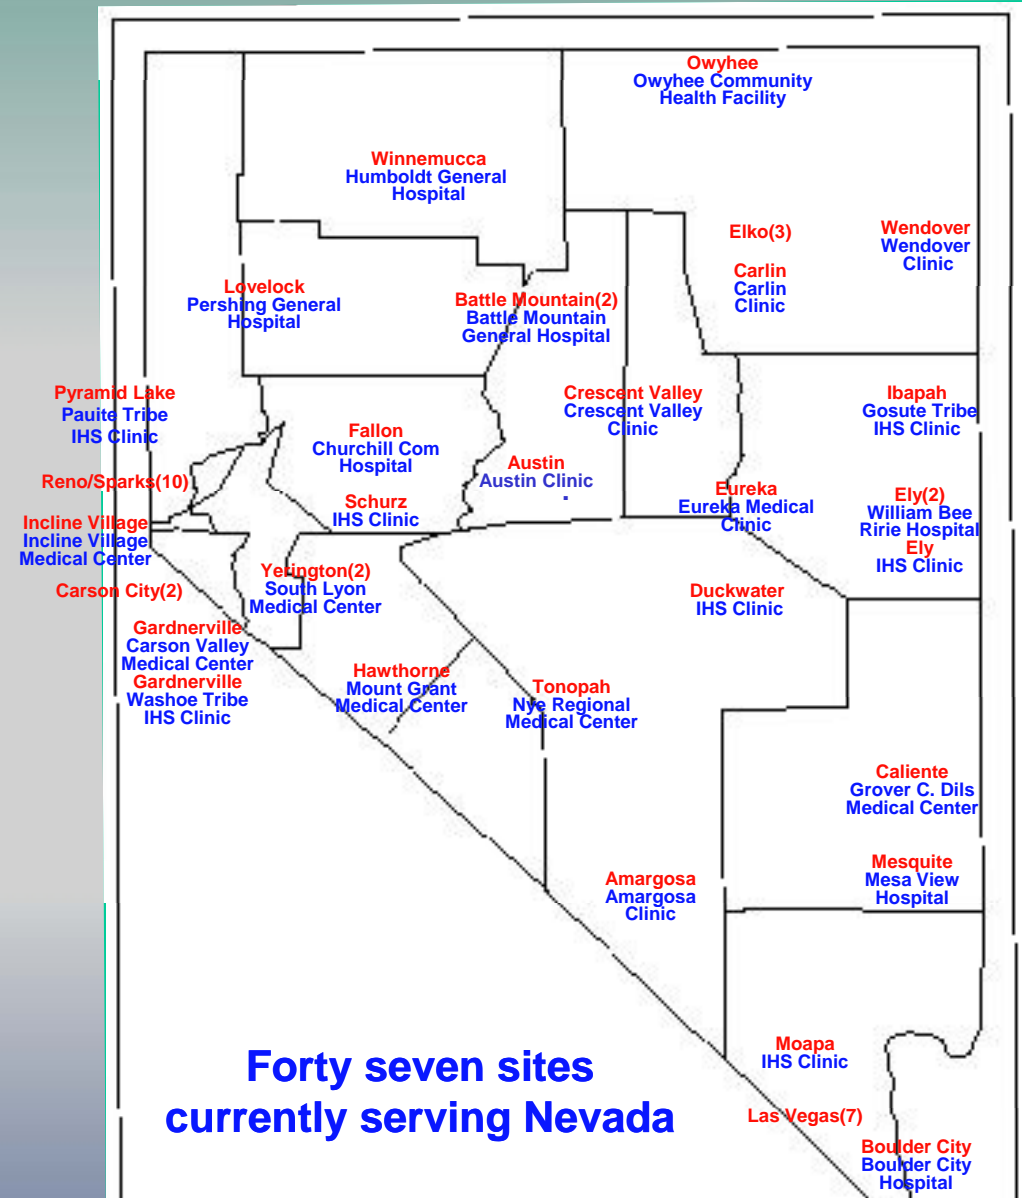 Owyhee
Owyhee Community
Health Facility
Winnemucca
Humboldt General
Hospital
Elko(3)
Wendover
Wendover
Clinic
Carlin
Carlin
Clinic
Lovelock
Pershing General
Hospital
Battle Mountain(2)
Battle Mountain
General Hospital
Pyramid Lake
Pauite Tribe
IHS Clinic
Crescent Valley
Crescent Valley
Clinic
Ibapah
Gosute Tribe
IHS Clinic
Fallon
Churchill Com
Hospital
Austin
Austin Clinic
Reno/Sparks(10)
Schurz
IHS Clinic
Eureka
Eureka Medical
Clinic
Ely(2)
William Bee
Ririe Hospital
Ely
IHS Clinic
Incline Village
Incline Village
Medical Center
Yerington(2)
South Lyon
Medical Center
Carson City(2)
Duckwater
IHS Clinic
Gardnerville
Carson Valley
Medical Center
Gardnerville
Washoe Tribe
IHS Clinic
Hawthorne
Mount Grant
Medical Center
Tonopah
Nye Regional
Medical Center
Caliente
Grover C. Dils
Medical Center
Mesquite
Mesa View
Hospital
Amargosa
Amargosa
Clinic
Moapa
IHS Clinic
Forty seven sites
currently serving Nevada
Las Vegas(7)
Boulder City
Boulder City
Hospital